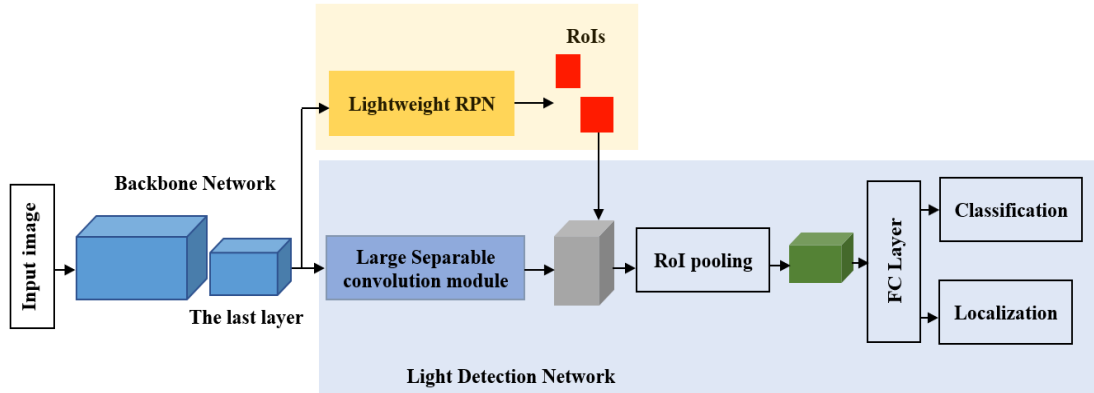 RoIs
Lightweight RPN
Backbone Network
Input image
Large Separable
convolution module
The last layer
RoI pooling
FC Layer
Classification
Localization
Light Detection Network